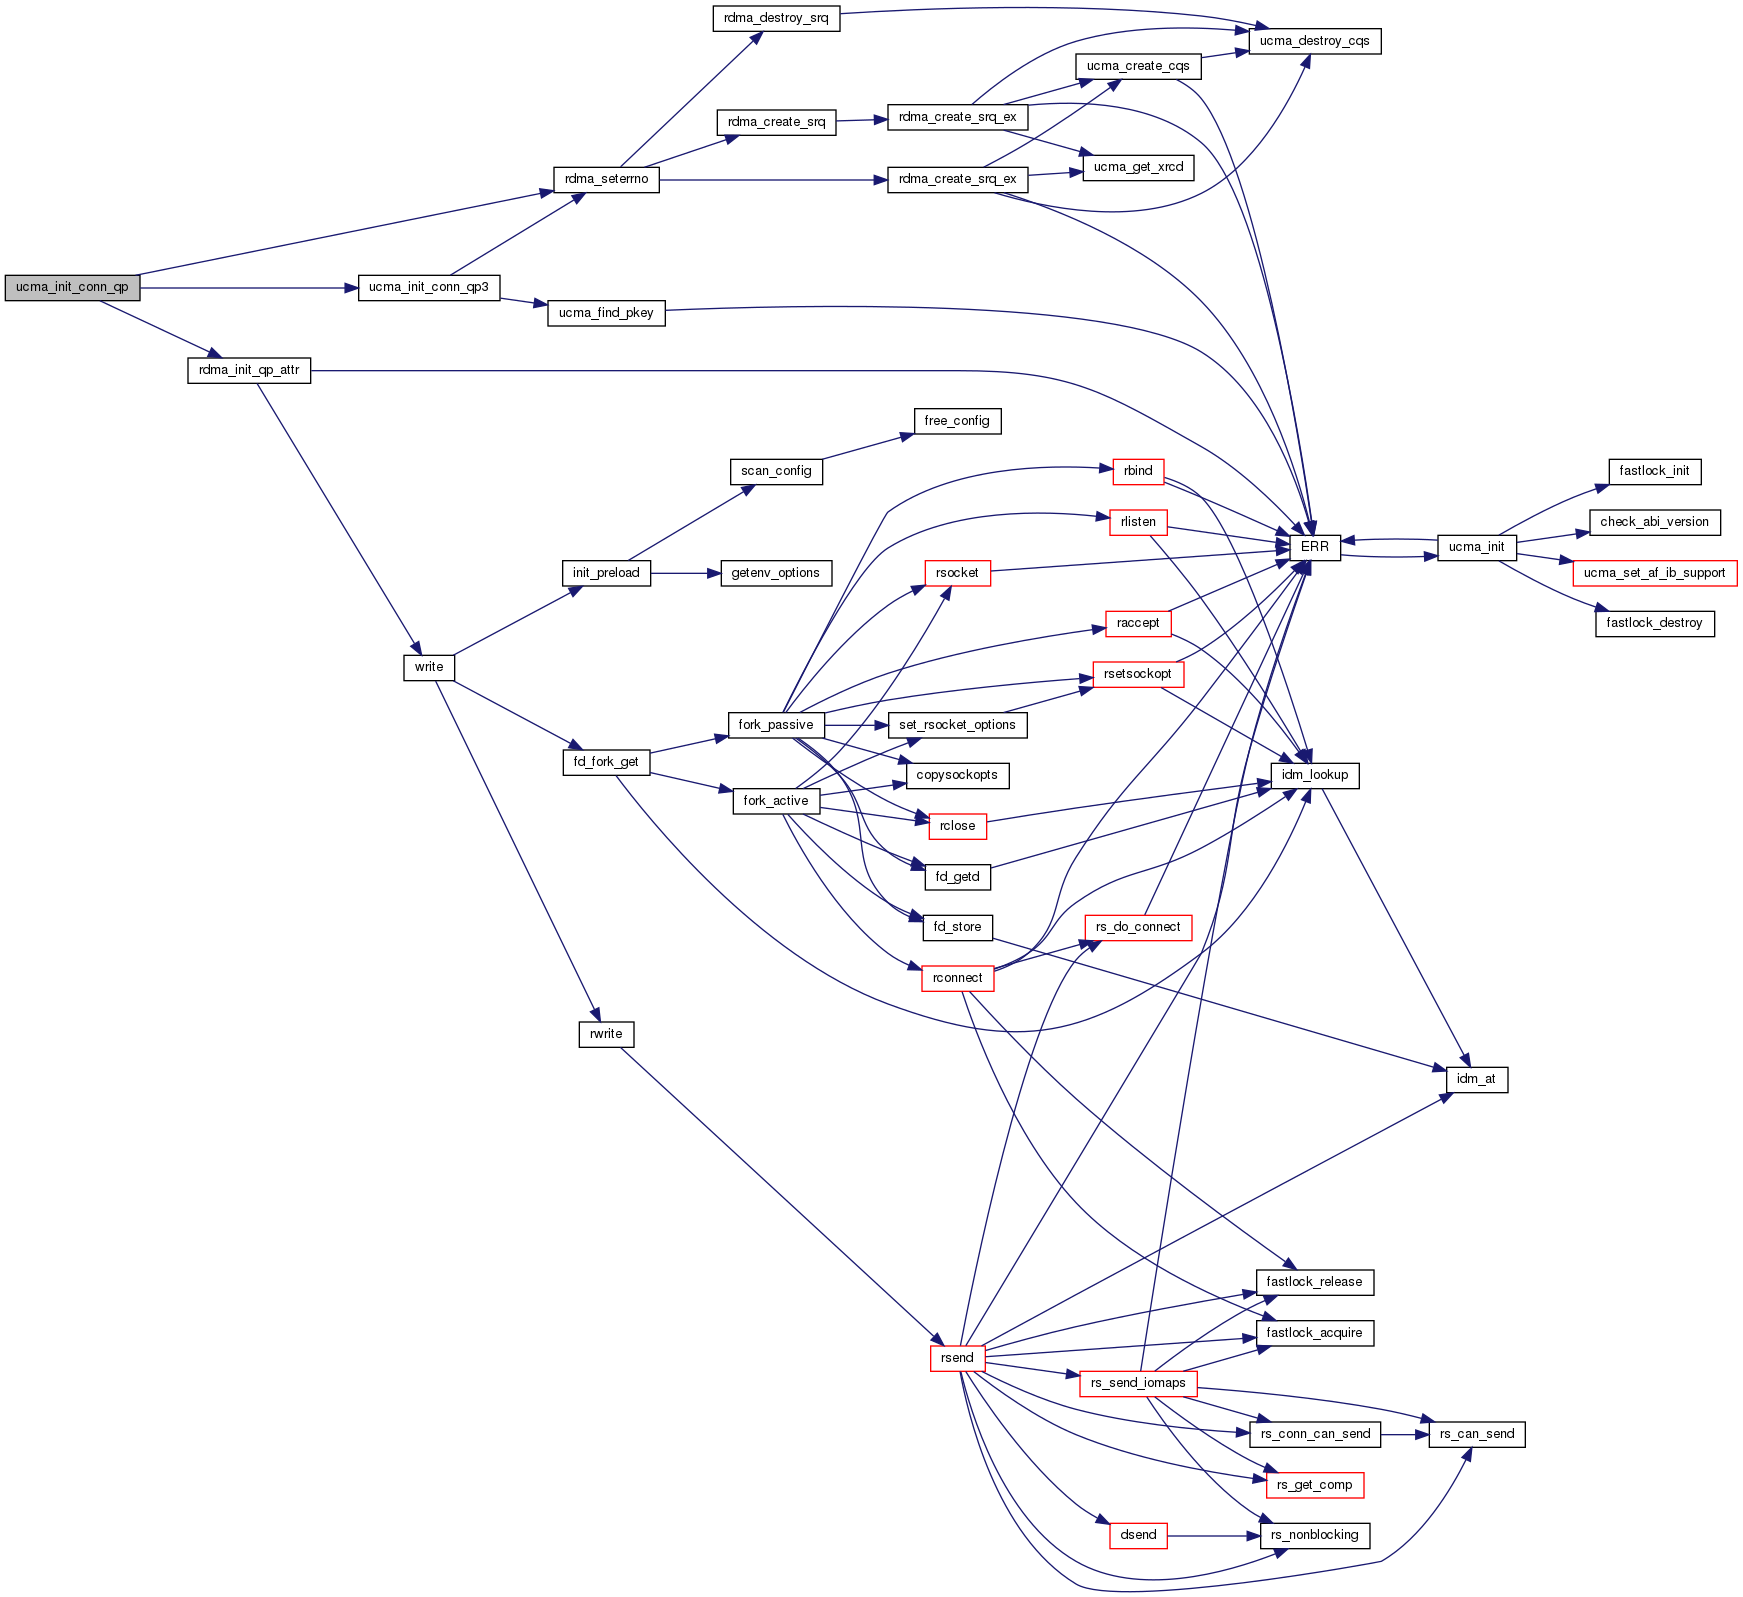 rdma_destroy_srq
ucma_destroy_cqs
ucma_create_cqs
rdma_create_srq_ex
rdma_create_srq
ucma_get_xrcd
rdma_seterrno
rdma_create_srq_ex
ucma_init_conn_qp
ucma_init_conn_qp3
ucma_find_pkey
rdma_init_qp_attr
free_config
scan_config
rbind
fastlock_init
rlisten
check_abi_version
ERR
ucma_init
init_preload
getenv_options
rsocket
ucma_set_af_ib_support
raccept
fastlock_destroy
write
rsetsockopt
fork_passive
set_rsocket_options
fd_fork_get
copysockopts
idm_lookup
fork_active
rclose
fd_getd
fd_store
rs_do_connect
rconnect
rwrite
idm_at
fastlock_release
fastlock_acquire
rsend
rs_send_iomaps
rs_conn_can_send
rs_can_send
rs_get_comp
dsend
rs_nonblocking